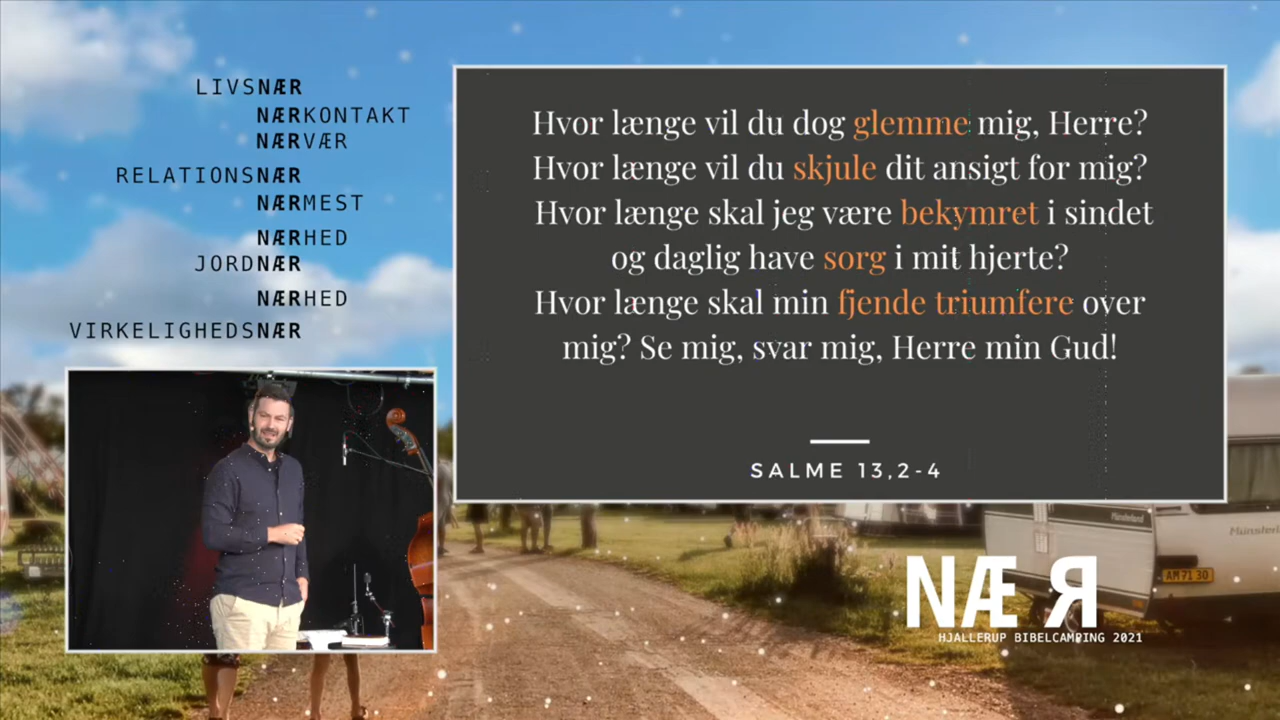 LIVSNÆR
NÆRKONTAKT
NÆRVÆR
RELATIONSNÆR
NÆRMEST
NÆRHED
JORDNÆR
NÆRHED
VIRKELIGHEDSNÆR
Hvor længe vil du dog glemme mig, Herre?
Hvor længe vil du skjule dit ansigt for mig?
Hvor længe skal jeg være bekymret i sindet
og daglig have sorg i mit hjerte?
Hvor længe skal min fjende triumfere over
mig? Se mig, svar mig, Herre min Gud!
SALME 13,2-4
Münsterland
AM 71 30
NÆR
HJALLERUP BIBELCAMPING 2021